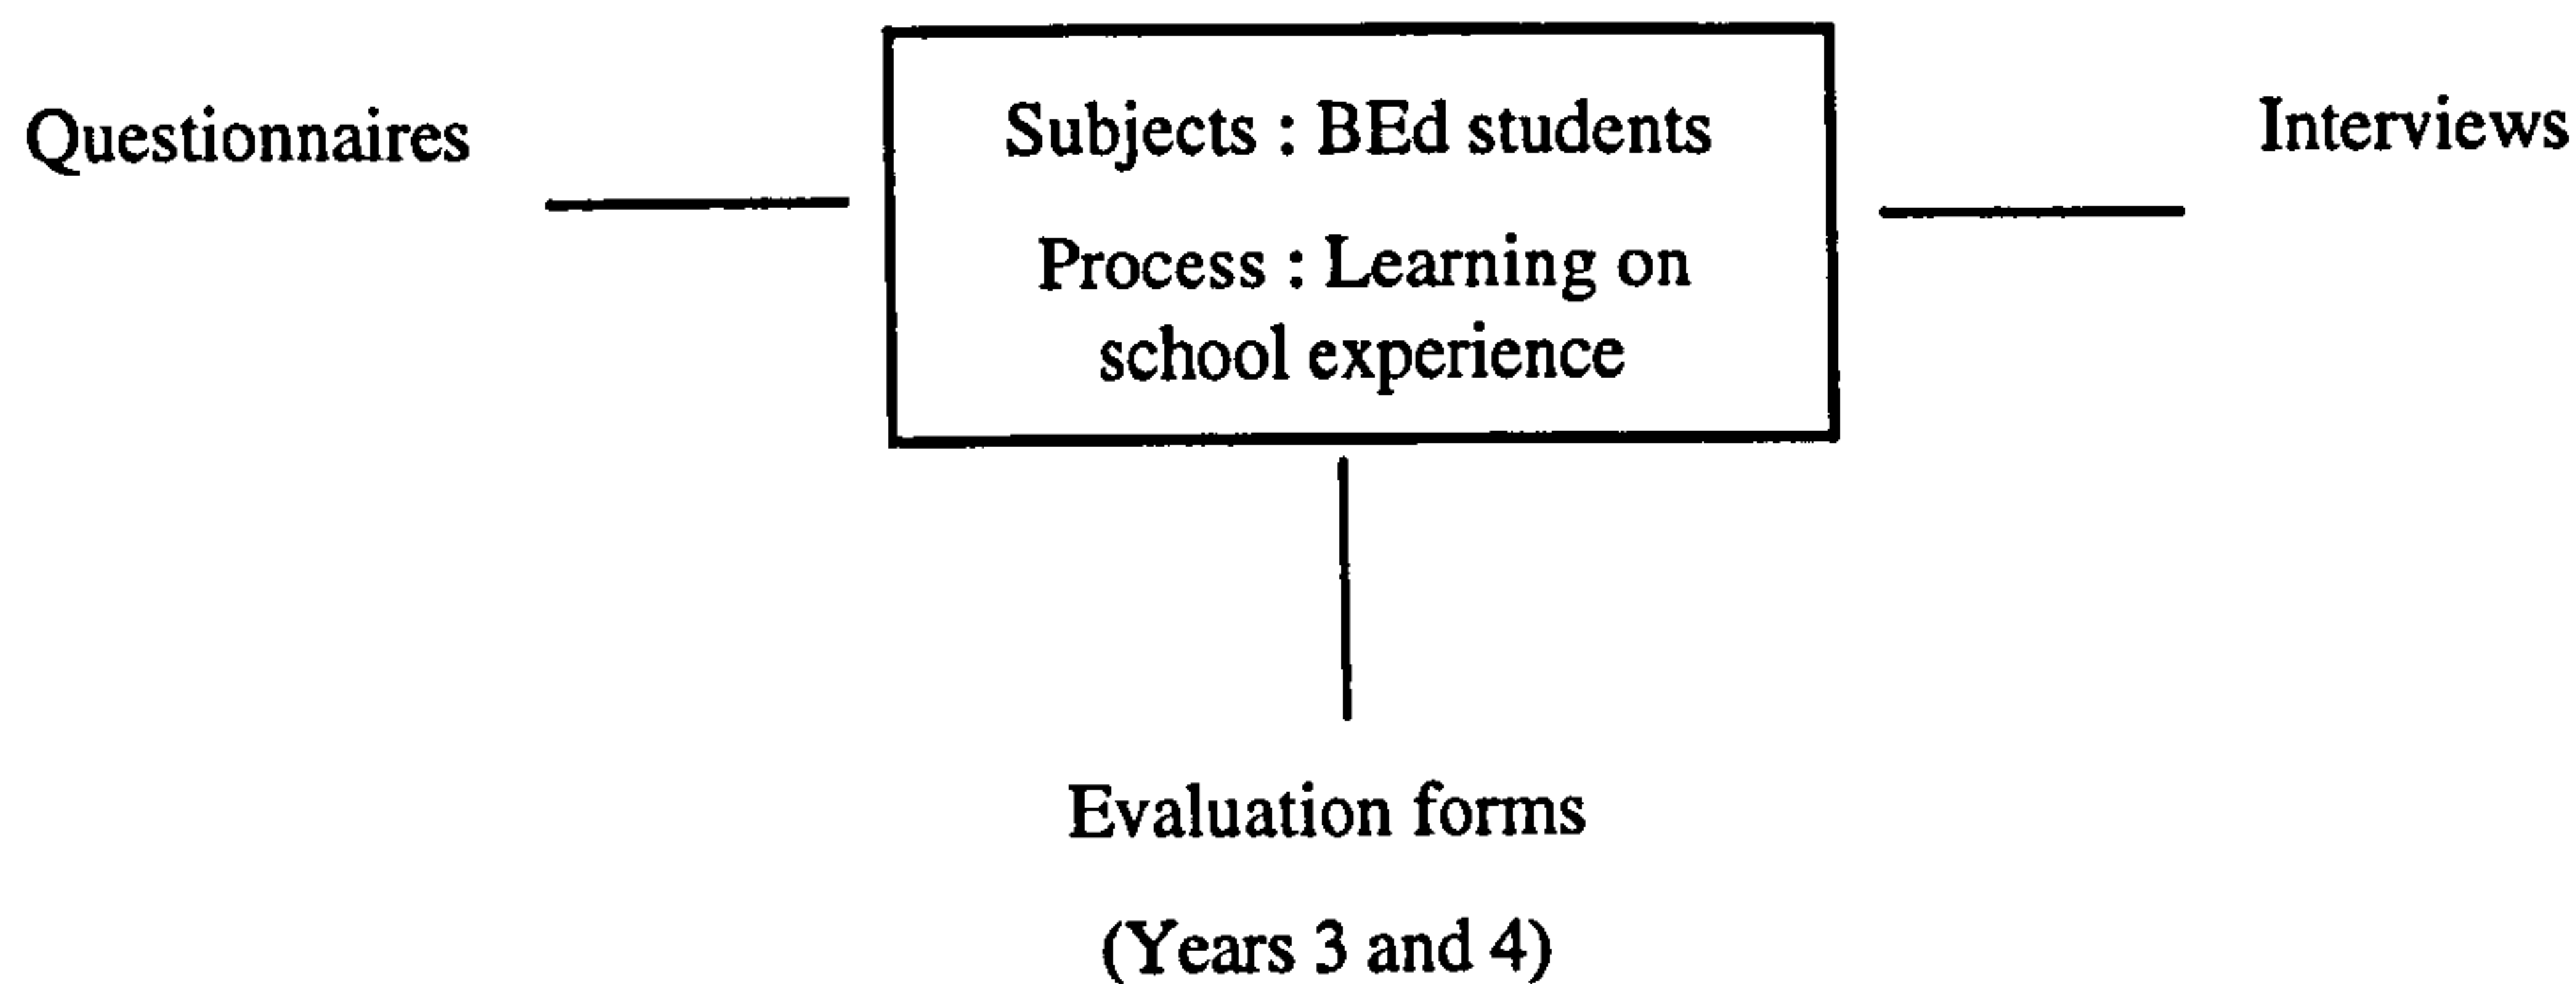 Questionnaires
Subjects : BEd students
Process : Learning on
school experience
Interviews
Evaluation forms
(Years 3 and 4)